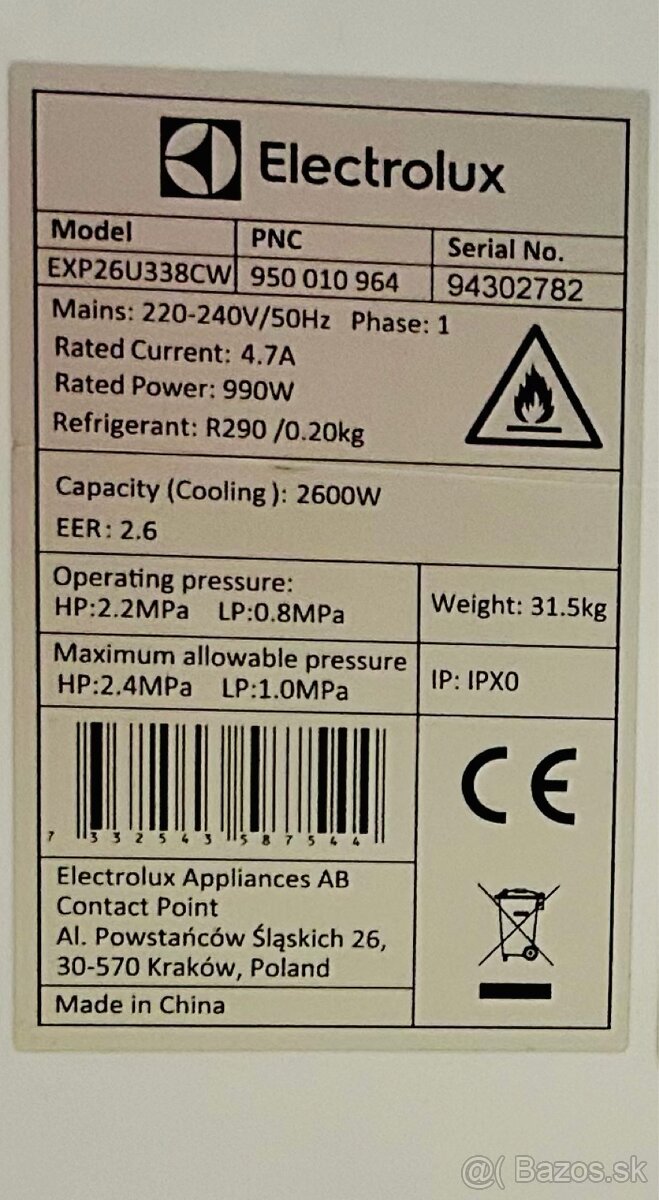 Electrolux
Model PNC Serial No.
EXP26U338CW 950 010 964 94302782
Mains: 220-240V/50Hz Phase: 1
Rated Current: 4.7A
Rated Power: 990W
Refrigerant: R290 /0.20kg
Capacity (Cooling): 2600W
EER: 2.6
Operating pressure:
HP:2.2MPa LP:0.8MPa
Weight: 31.5kg
Maximum allowable pressure
HP:2.4MPa LP:1.0MPa
IP: IPX0
7 332543 587544
CE
Electrolux Appliances AB
Contact Point
Al. Powstańców Śląskich 26,
30-570 Kraków, Poland
Made in China
@( Bazos.sk